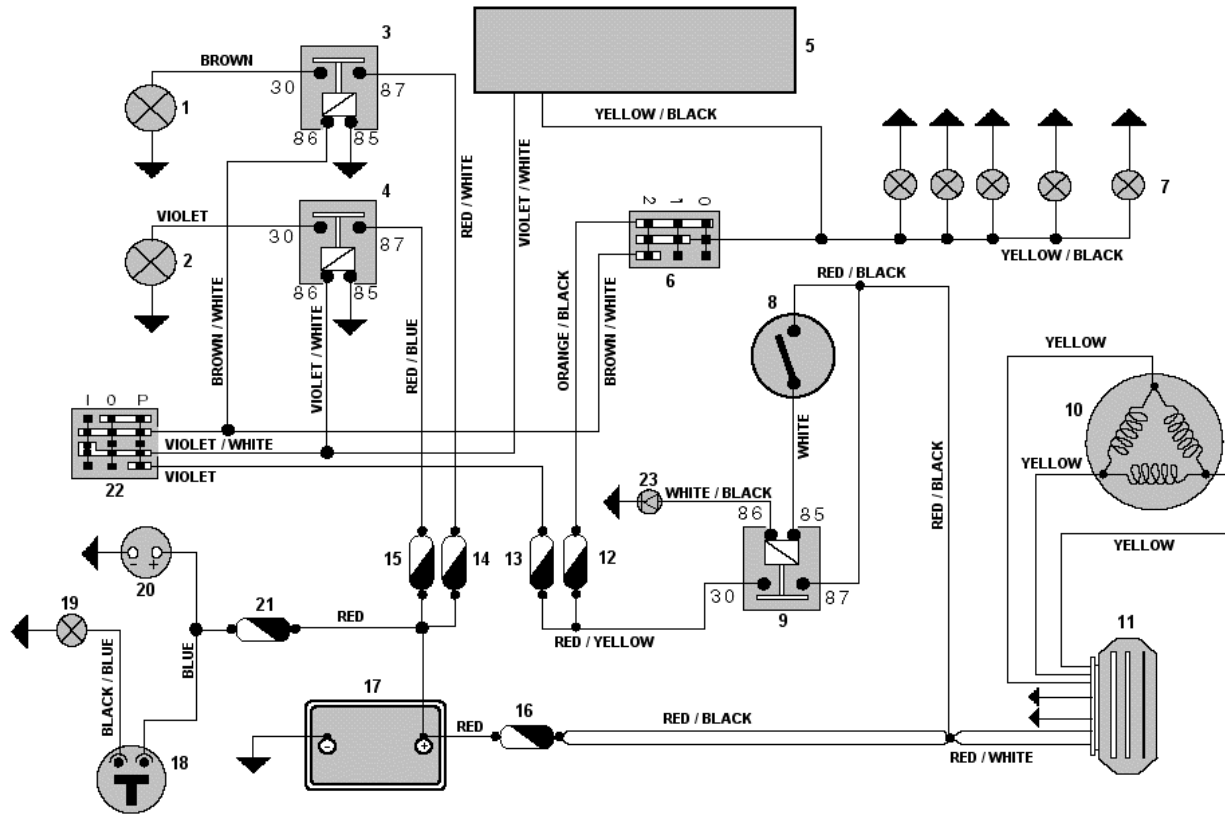 3
5
BROWN
30
87
1
86
85
YELLOW / BLACK
RED / WHITE
VIOLET / WHITE
4
VIOLET
30
87
2
86
85
2 1 0
6
7
YELLOW / BLACK
RED / BLACK
8
BROWN / WHITE
VIOLET / WHITE
RED / BLUE
ORANGE / BLACK
BROWN / WHITE
WHITE
YELLOW
10
YELLOW
I O P
VIOLET / WHITE
VIOLET
22
23
WHITE / BLACK
86
85
RED / BLACK
YELLOW
15
14
13
12
30
87
9
20
- +
19
21
RED
RED / YELLOW
11
BLACK / BLUE
BLUE
17
16
RED
RED / BLACK
RED / WHITE
- +
18
T